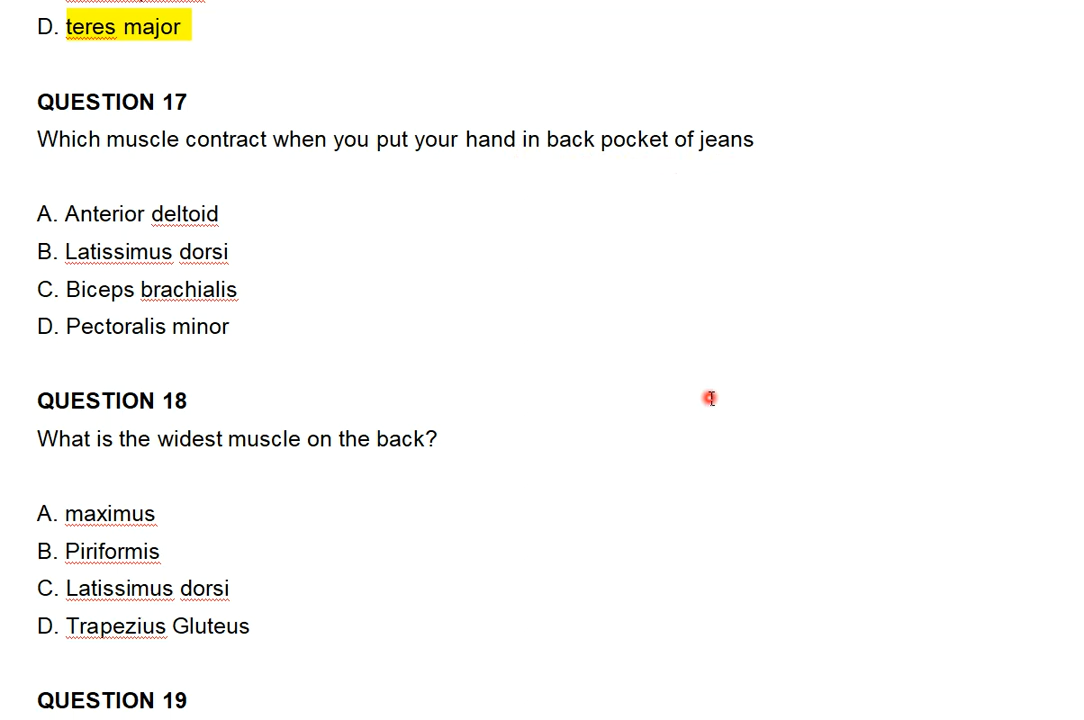 D. teres major
QUESTION 17
Which muscle contract when you put your hand in back pocket of jeans
A. Anterior deltoid
B. Latissimus dorsi
C. Biceps brachialis
D. Pectoralis minor
QUESTION 18
What is the widest muscle on the back?
A. maximus
B. Piriformis
C. Latissimus dorsi
D. Trapezius Gluteus
QUESTION 19